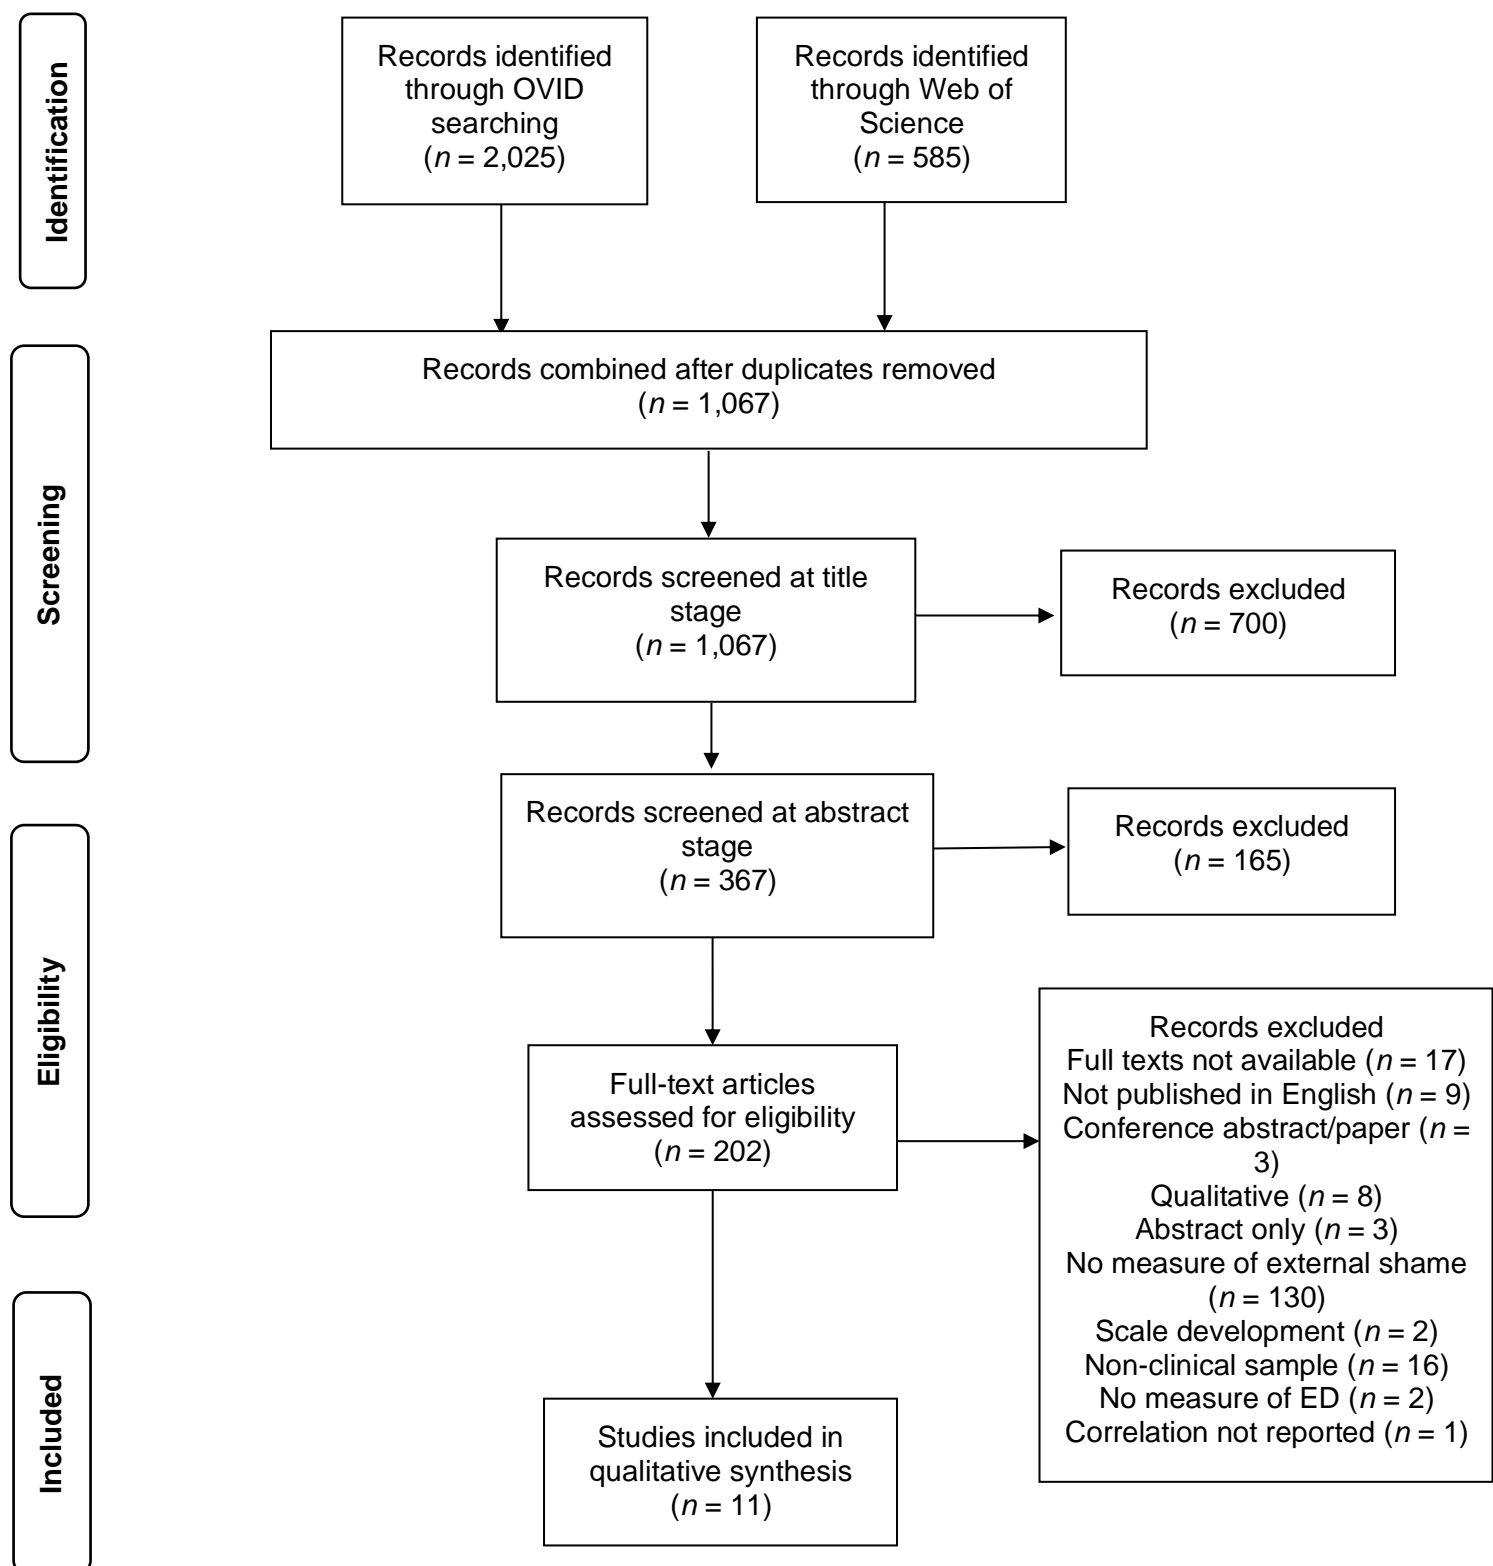 Identification
Records identified
through OVID
searching
(n = 2,025)
Records identified
through Web of
Science
(n = 585)
Screening
Records combined after duplicates removed
(n = 1,067)
Records screened at title
stage
(n = 1,067)
Records excluded
(n = 700)
Eligibility
Records screened at abstract
stage
(n = 367)
Records excluded
(n = 165)
Full-text articles
assessed for eligibility
(n = 202)
Records excluded
Full texts not available (n = 17)
Not published in English (n = 9)
Conference abstract/paper (n =
3)
Qualitative (n = 8)
Abstract only (n = 3)
No measure of external shame
(n = 130)
Scale development (n = 2)
Non-clinical sample (n = 16)
No measure of ED (n = 2)
Correlation not reported (n = 1)
Included
Studies included in
qualitative synthesis
(n = 11)